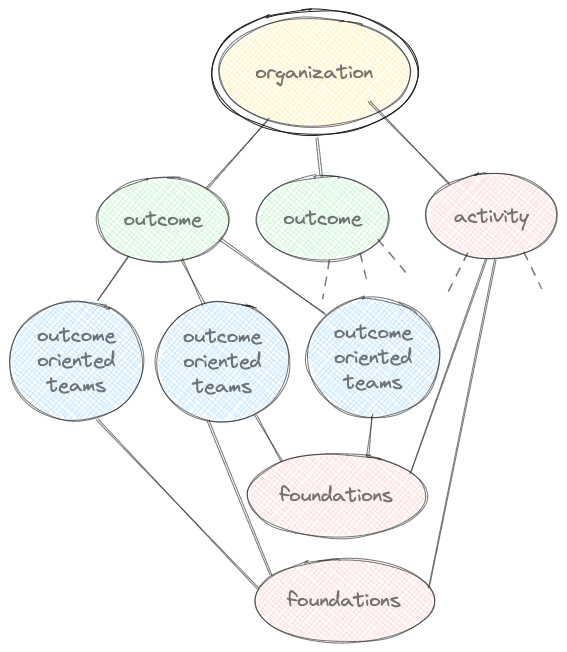 organization
outcome
outcome
activity
outcome
oriented
teams
outcome
oriented
teams
outcome
oriented
teams
foundations
foundations